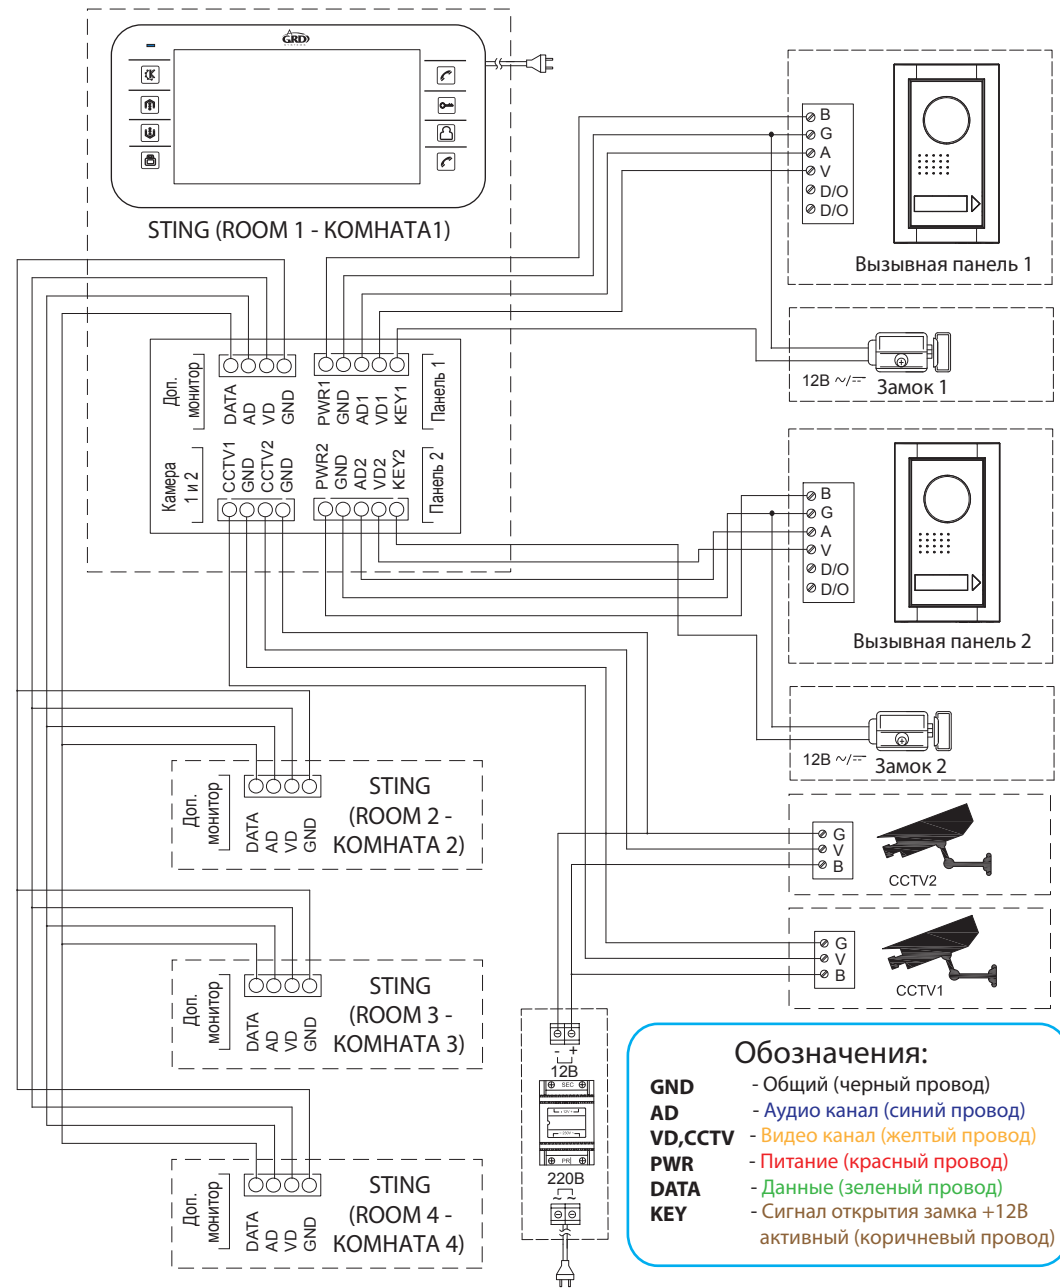 GRD
SYSTEMS
STING (ROOM 1 - КОМНАТА1)
B
G
A
V
D/O
D/O
Вызывная панель 1
12В ~/
Замок 1
Доп.
монитор
DATA
AD
VD
GND
PWR1
GND
AD1
VD1
KEY1
Панель 1
Камера
1 и 2
CCTV1
GND
CCTV2
GND
PWR2
GND
AD2
VD2
KEY2
Панель 2
B
G
A
V
D/O
D/O
Вызывная панель 2
12В ~/
Замок 2
Доп.
монитор
DATA
AD
VD
GND
STING
(ROOM 2 -
КОМНАТА 2)
G
V
B
CCTV2
Доп.
монитор
DATA
AD
VD
GND
STING
(ROOM 3 -
КОМНАТА 3)
G
V
B
CCTV1
- +
12В
SEC
+ 12V +
~ 230V ~
PRI
220В
~ ~
Доп.
монитор
DATA
AD
VD
GND
STING
(ROOM 4 -
КОМНАТА 4)
Обозначения:
GND - Общий (черный провод)
AD - Аудио канал (синий провод)
VD,CCTV - Видео канал (желтый провод)
PWR - Питание (красный провод)
DATA - Данные (зеленый провод)
KEY - Сигнал открытия замка +12В
активный (коричневый провод)